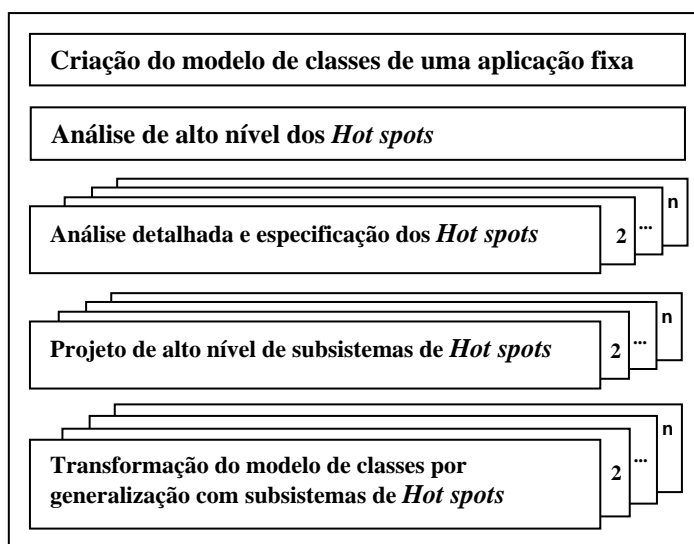 Criação do modelo de classes de uma aplicação fixa
Análise de alto nível dos Hot spots
n
...
2
Análise detalhada e especificação dos Hot spots
n
...
2
Projeto de alto nível de subsistemas de Hot spots
n
...
2
Transformação do modelo de classes por
generalização com subsistemas de Hot spots